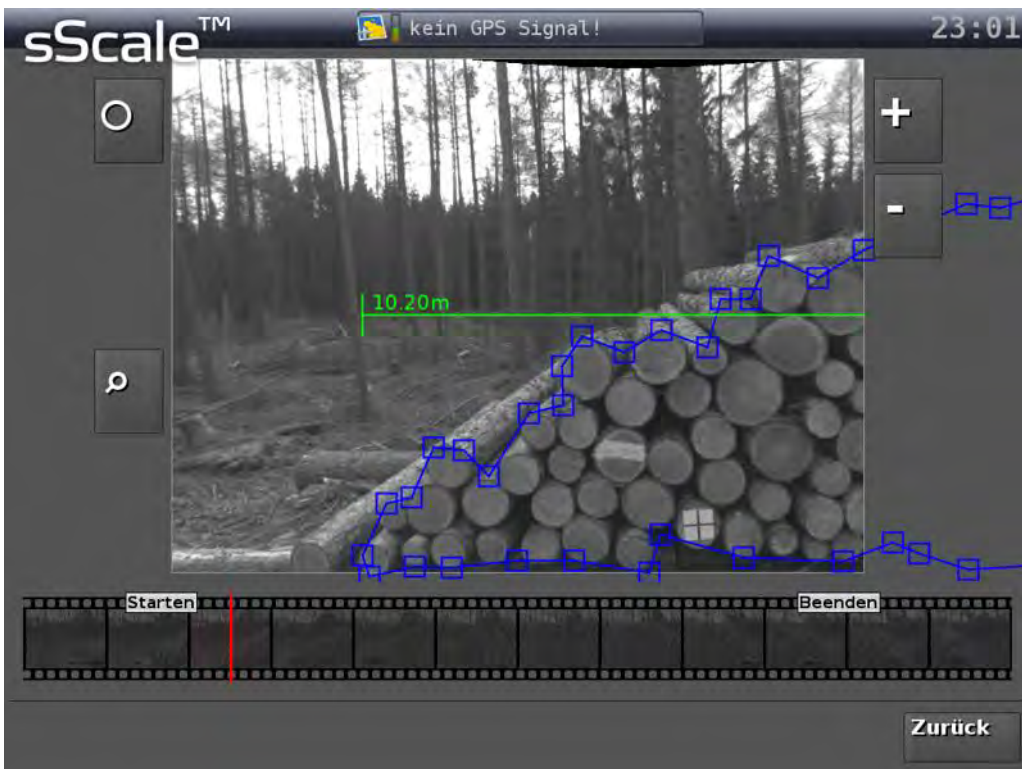 sScale™
kein GPS Signal!
23:01
+
-
10.20m
Starten
Beenden
Zurück